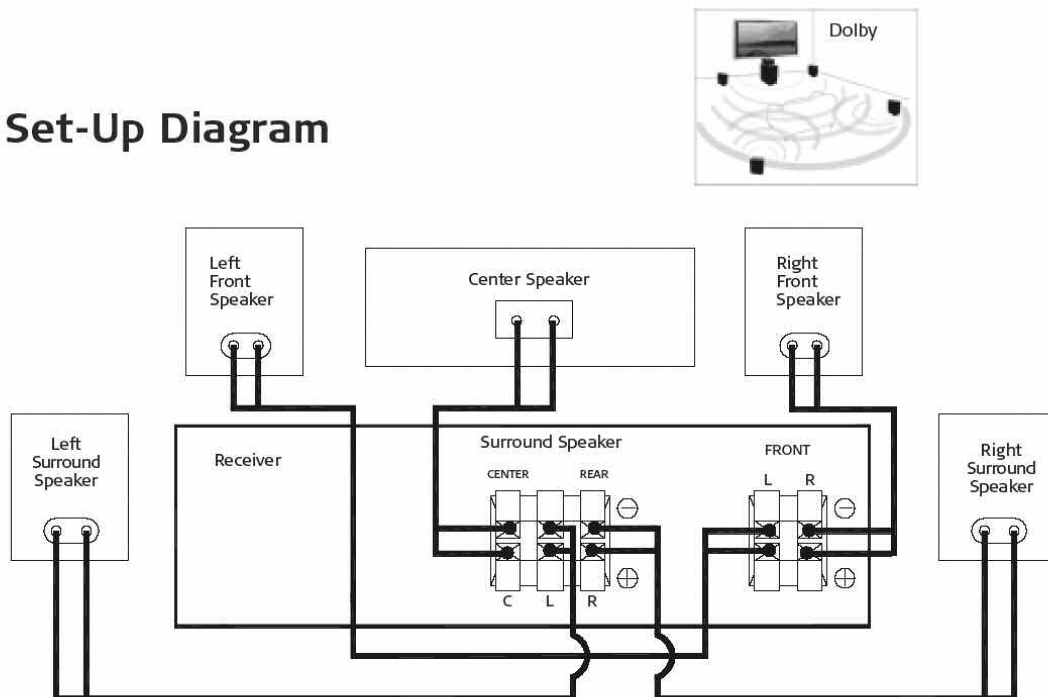 Dolby
Set-Up Diagram
Left
Front
Speaker
Center Speaker
Right
Front
Speaker
Left
Surround
Speaker
Receiver
Surround Speaker
CENTER
REAR
FRONT
L R
Right
Surround
Speaker
C L R